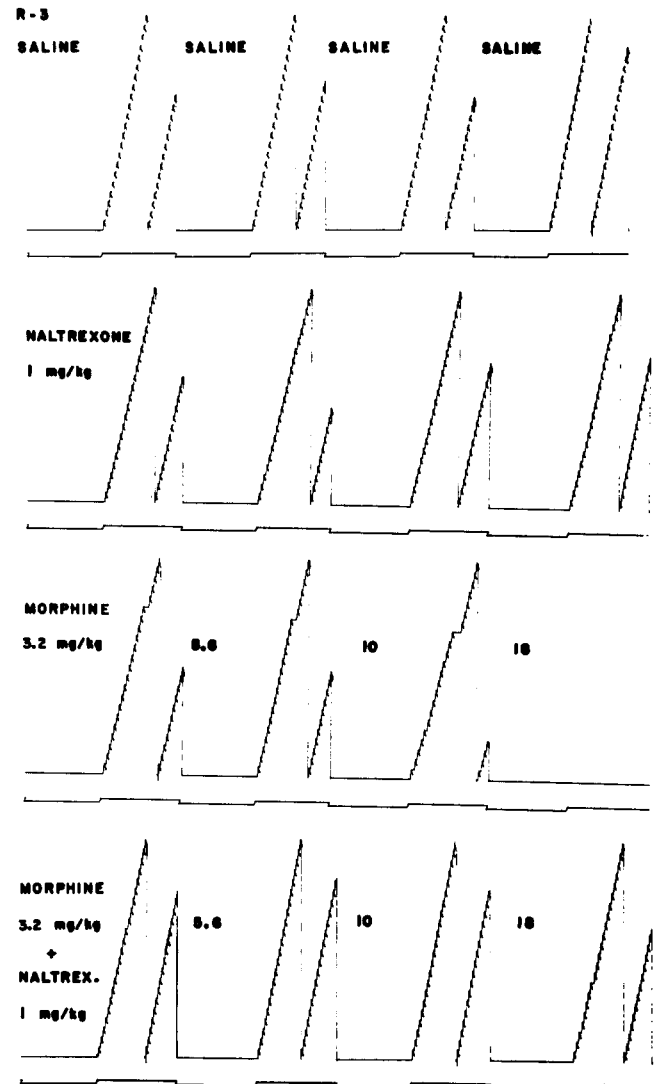 R-3
SALINE SALINE SALINE SALINE
NALTREXONE
1 mg/kg
MORPHINE
3.2 mg/kg 5.6 10 18
MORPHINE
3.2 mg/kg 5.6 10 18
+
NALTREX.
1 mg/kg